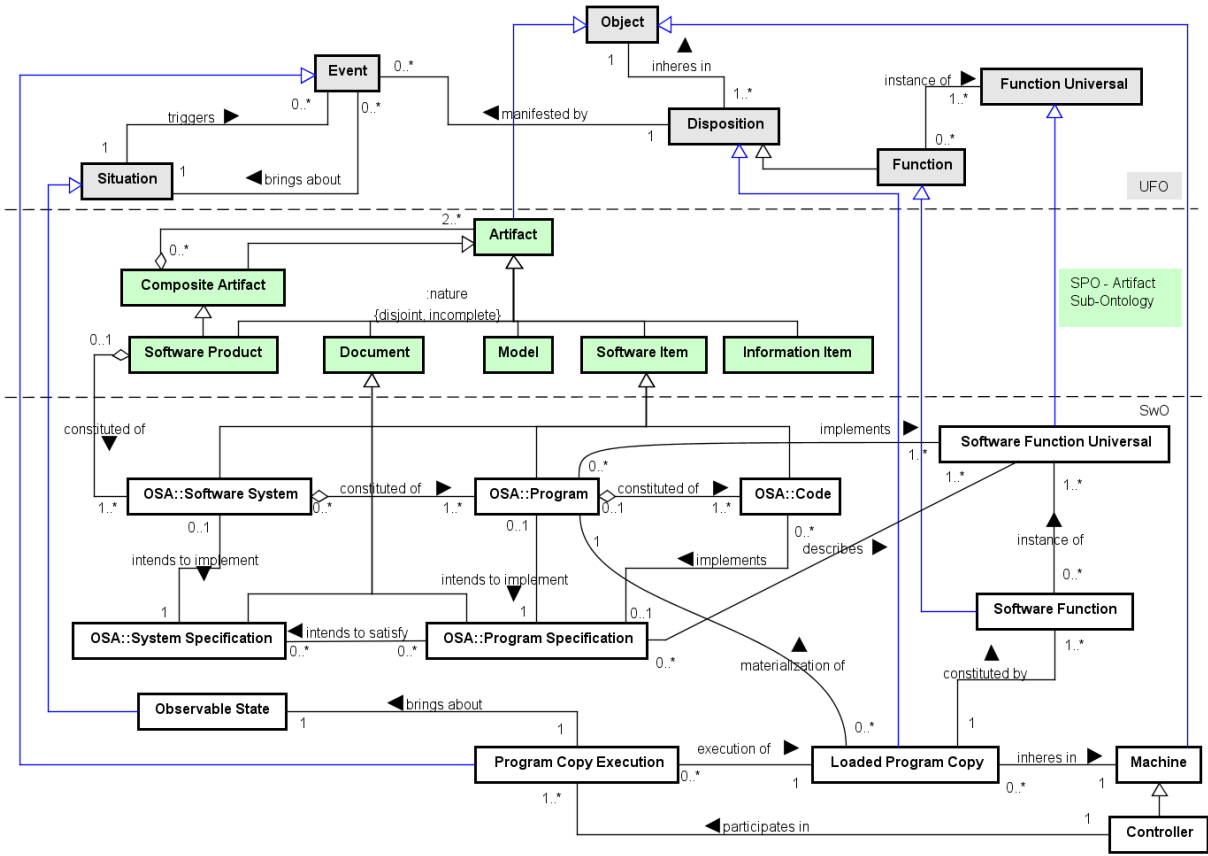 Object
1
inheres in
1..*
Event
0..*
0..*
0..*
triggers
1
1
brings about
Situation
manifested by
1
Disposition
instance of
1..*
0..*
Function Universal
Function
UFO
2..*
Artifact
0..*
Composite Artifact
:nature
{disjoint, incomplete}
SPO - Artifact
Sub-Ontology
0..1
Software Product
Document
Model
Software Item
Information Item
SwO
constituted of
implements
1..*
Software Function Universal
1..*
1..*
0..*
1..*
OSA::Software System
0..*
constituted of
1..*
OSA::Program
0..1
constituted of
1..*
OSA::Code
0..1
0..1
1
0..*
intends to implement
intends to implement
implements
describes
instance of
0..*
1
1
0..1
Software Function
OSA::System Specification
intends to satisfy
0..*
0..*
OSA::Program Specification
0..*
1..*
materialization of
constituted by
Observable State
1
brings about
1
0..*
1
Program Copy Execution
0..*
execution of
1
Loaded Program Copy
0..*
inheres in
1
Machine
1..*
participates in
1
Controller